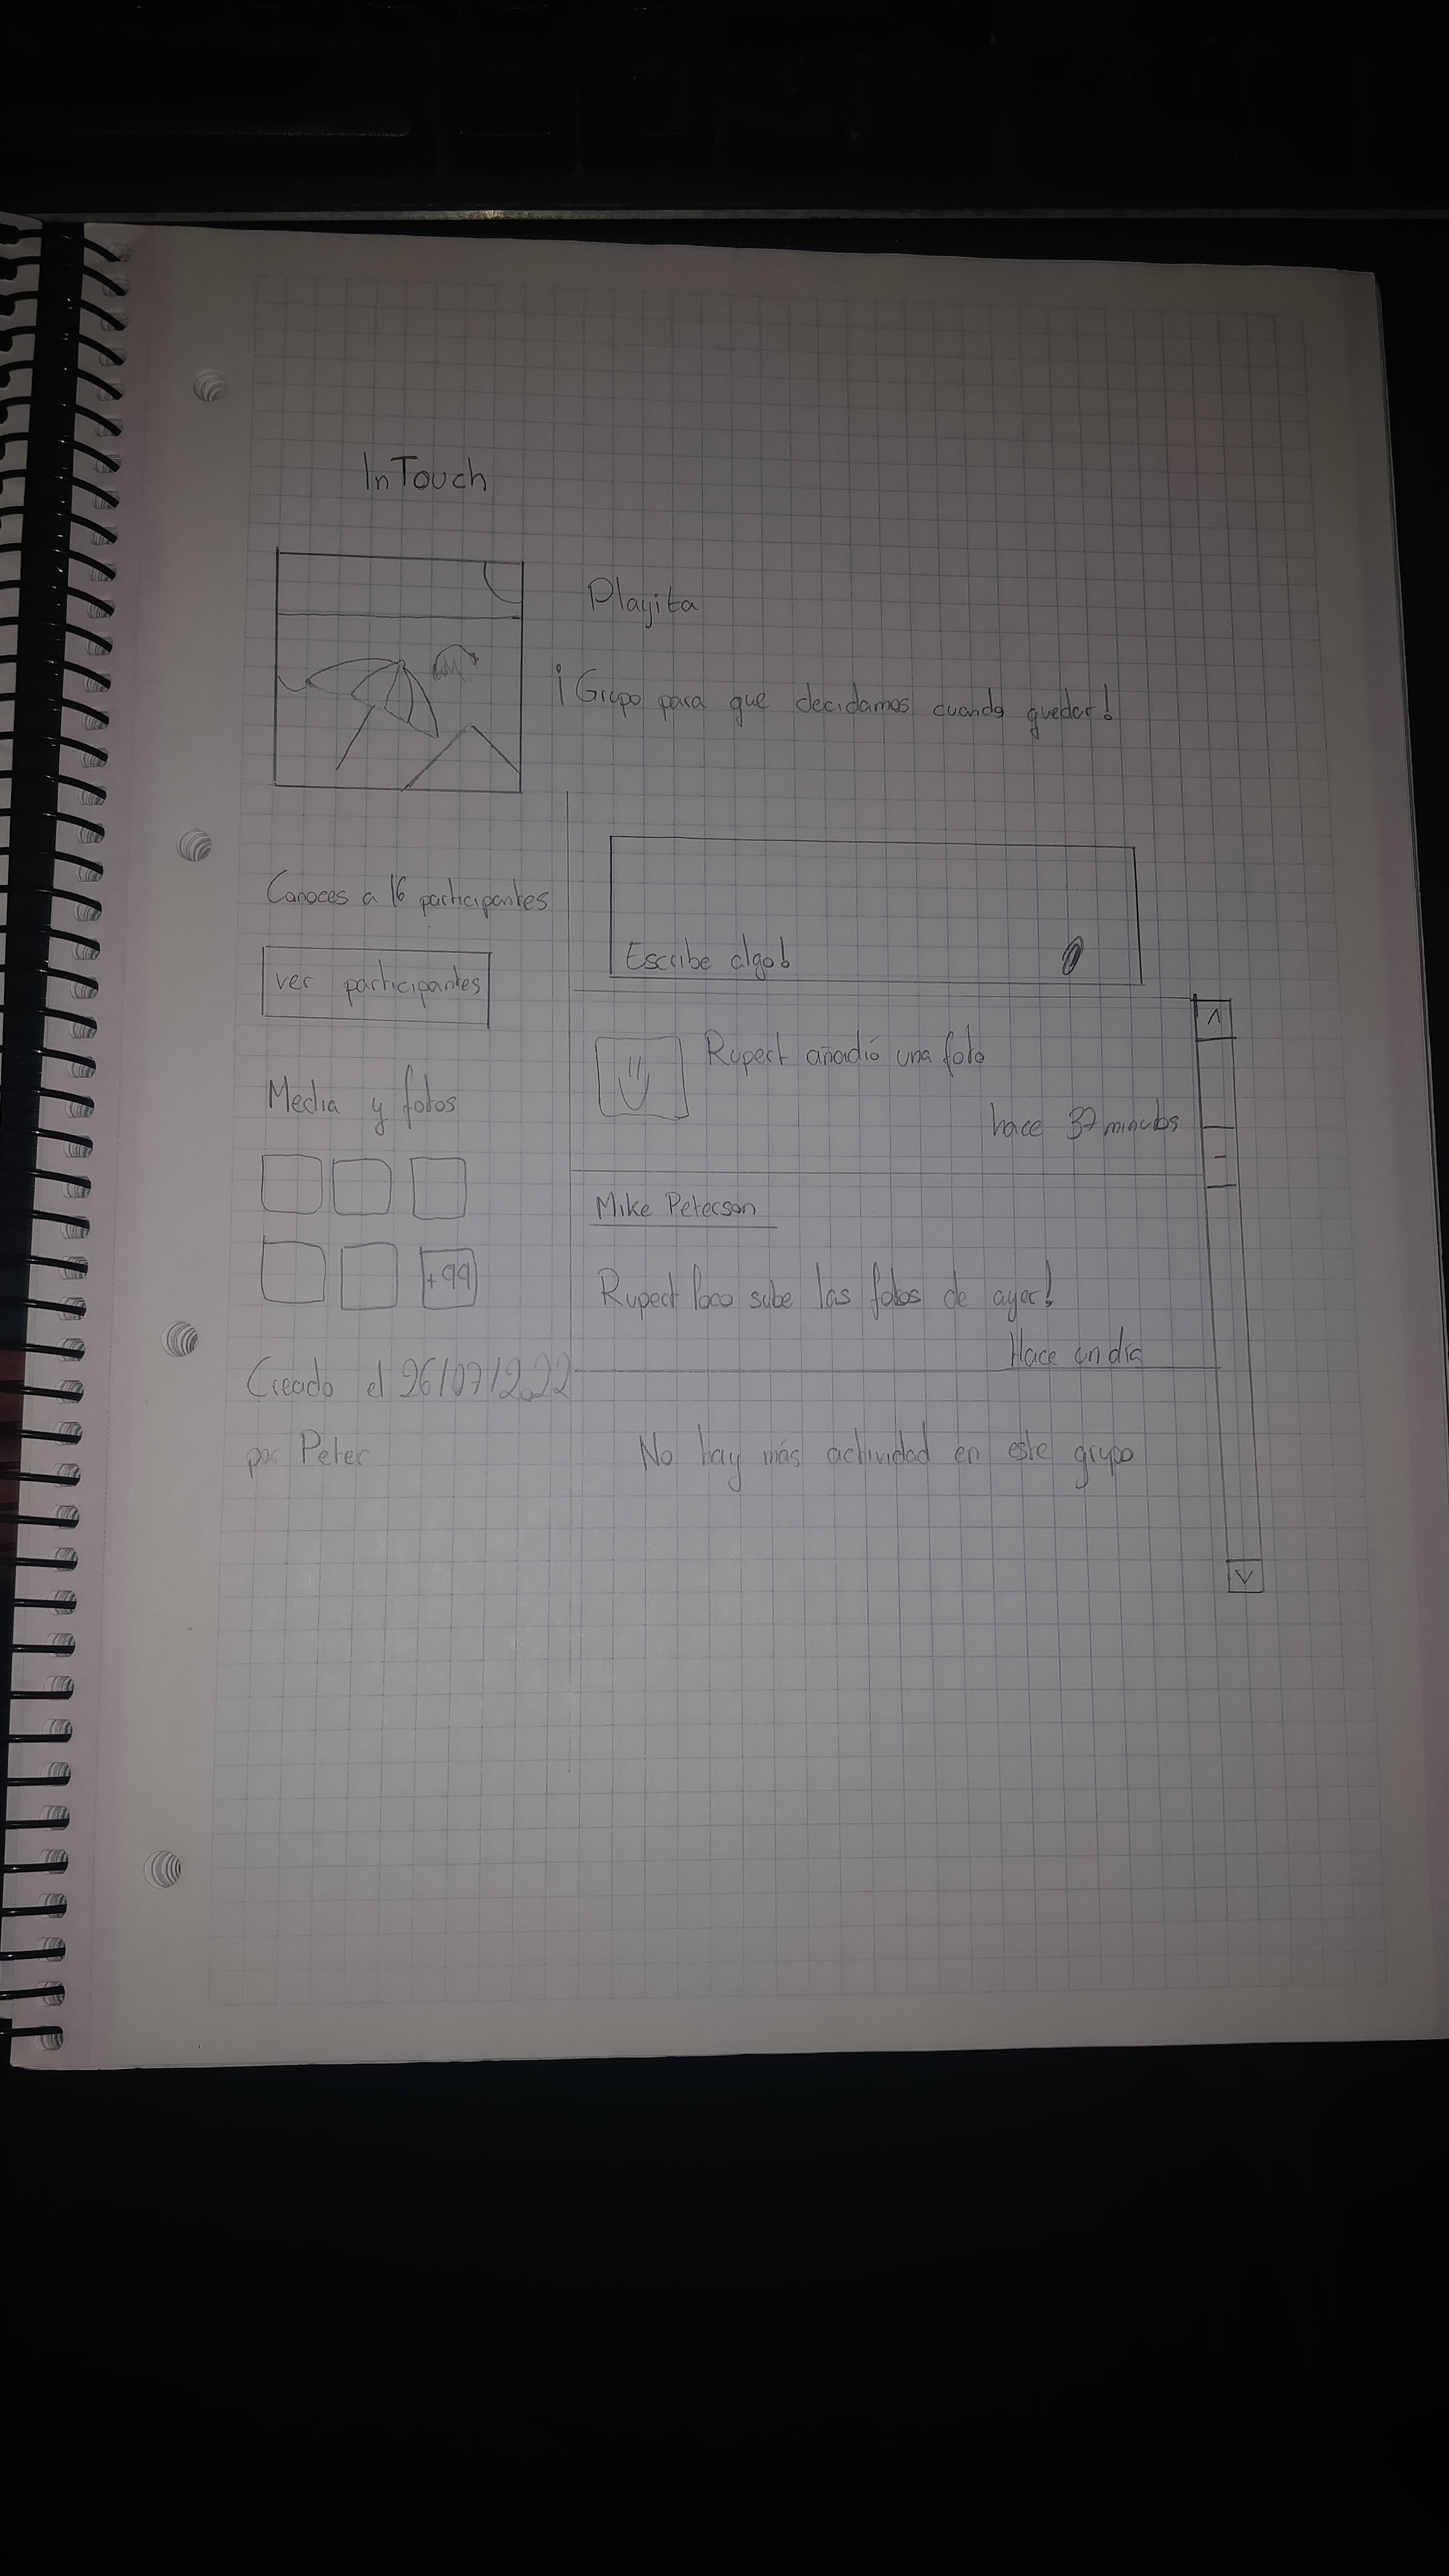 InTouch
Playita
¡Grupo para que decidamos cuando quedar!
Conoces a 16 participantes
Escribe algo!
ver participantes
Rupert añadió una foto
hace 37 minutos
Media y fotos
Mike Peterson
+99
Rupert loco sube las fotos de ayer!
Hace un día
Creado el 26/07/2022
por Peter
No hay más actividad en este grupo